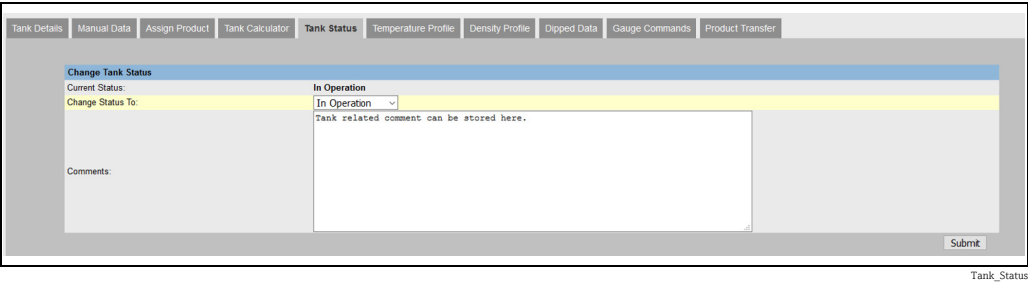 Tank Details Manual Data Assign Product Tank Calculator Tank Status Temperature Profile Density Profile Dipped Data Gauge Commands Product Transfer
Change Tank Status
Current Status: In Operation
Change Status To: In Operation
Tank related comment can be stored here.
Comments:
Submit
Tank_Status